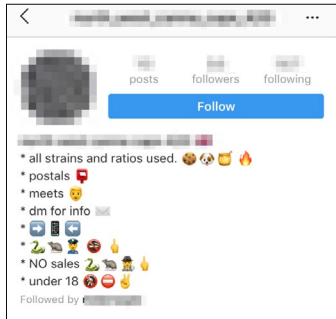 posts followers following
Follow
* all strains and ratios used. 🍪🐶🍯🔥
* postals 📮
* meets 👨
* dm for info ✉️
* ➡️📱⬅️
* 🐍🐀👮🚭🖕
* NO sales 🐍🐀🕵️🖕
* under 18 🚷⛔✌️
Followed by